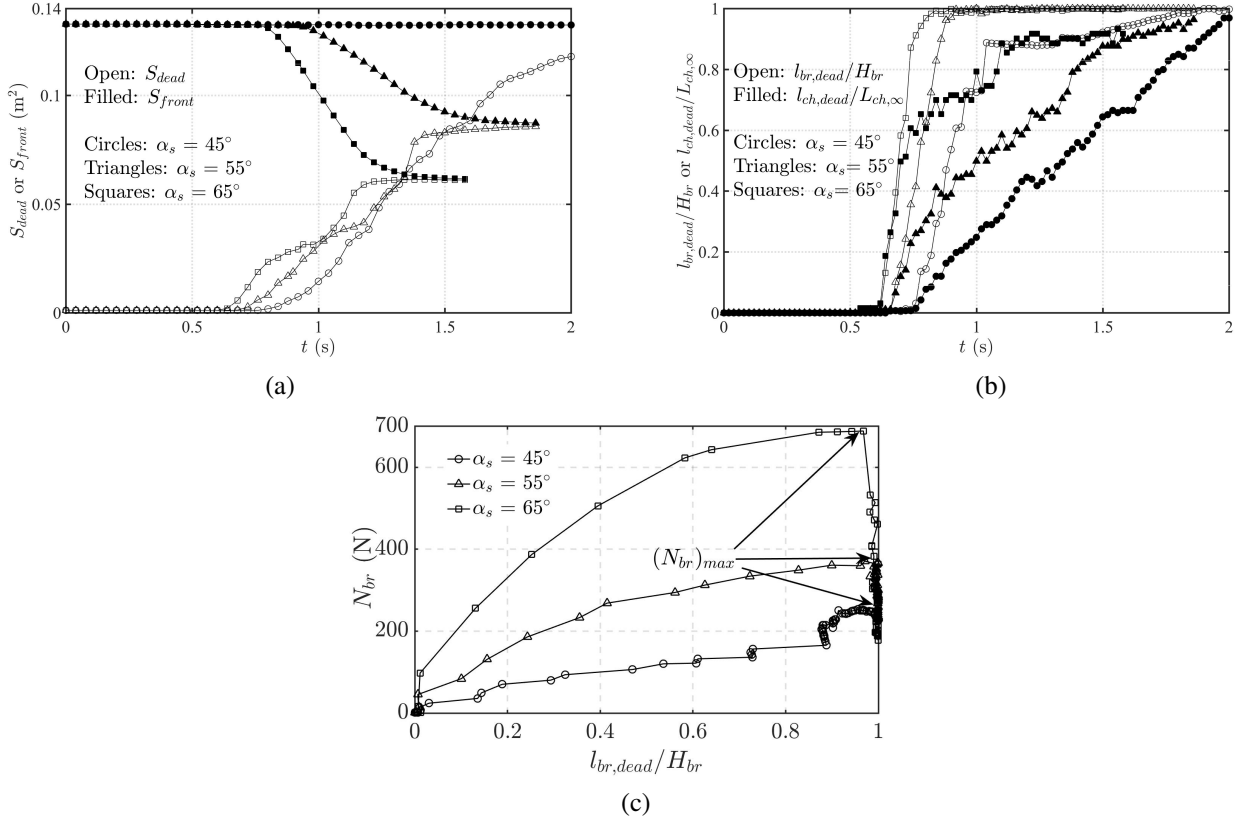 0.14
0.1
0.05
0
S_dead or S_front (m²)
Open: S_dead
Filled: S_front
Circles: α_s = 45°
Triangles: α_s = 55°
Squares: α_s = 65°
0 0.5 1 1.5 2
t (s)
(a)
1
0.8
0.6
0.4
0.2
0
l_br,dead/H_br or l_ch,dead/L_ch,∞
Open: l_br,dead/H_br
Filled: l_ch,dead/L_ch,∞
Circles: α_s = 45°
Triangles: α_s = 55°
Squares: α_s = 65°
0 0.5 1 1.5 2
t (s)
(b)
700
600
400
200
0
N_br (N)
α_s = 45°
α_s = 55°
α_s = 65°
(N_br)_max
0 0.2 0.4 0.6 0.8 1
l_br,dead/H_br
(c)